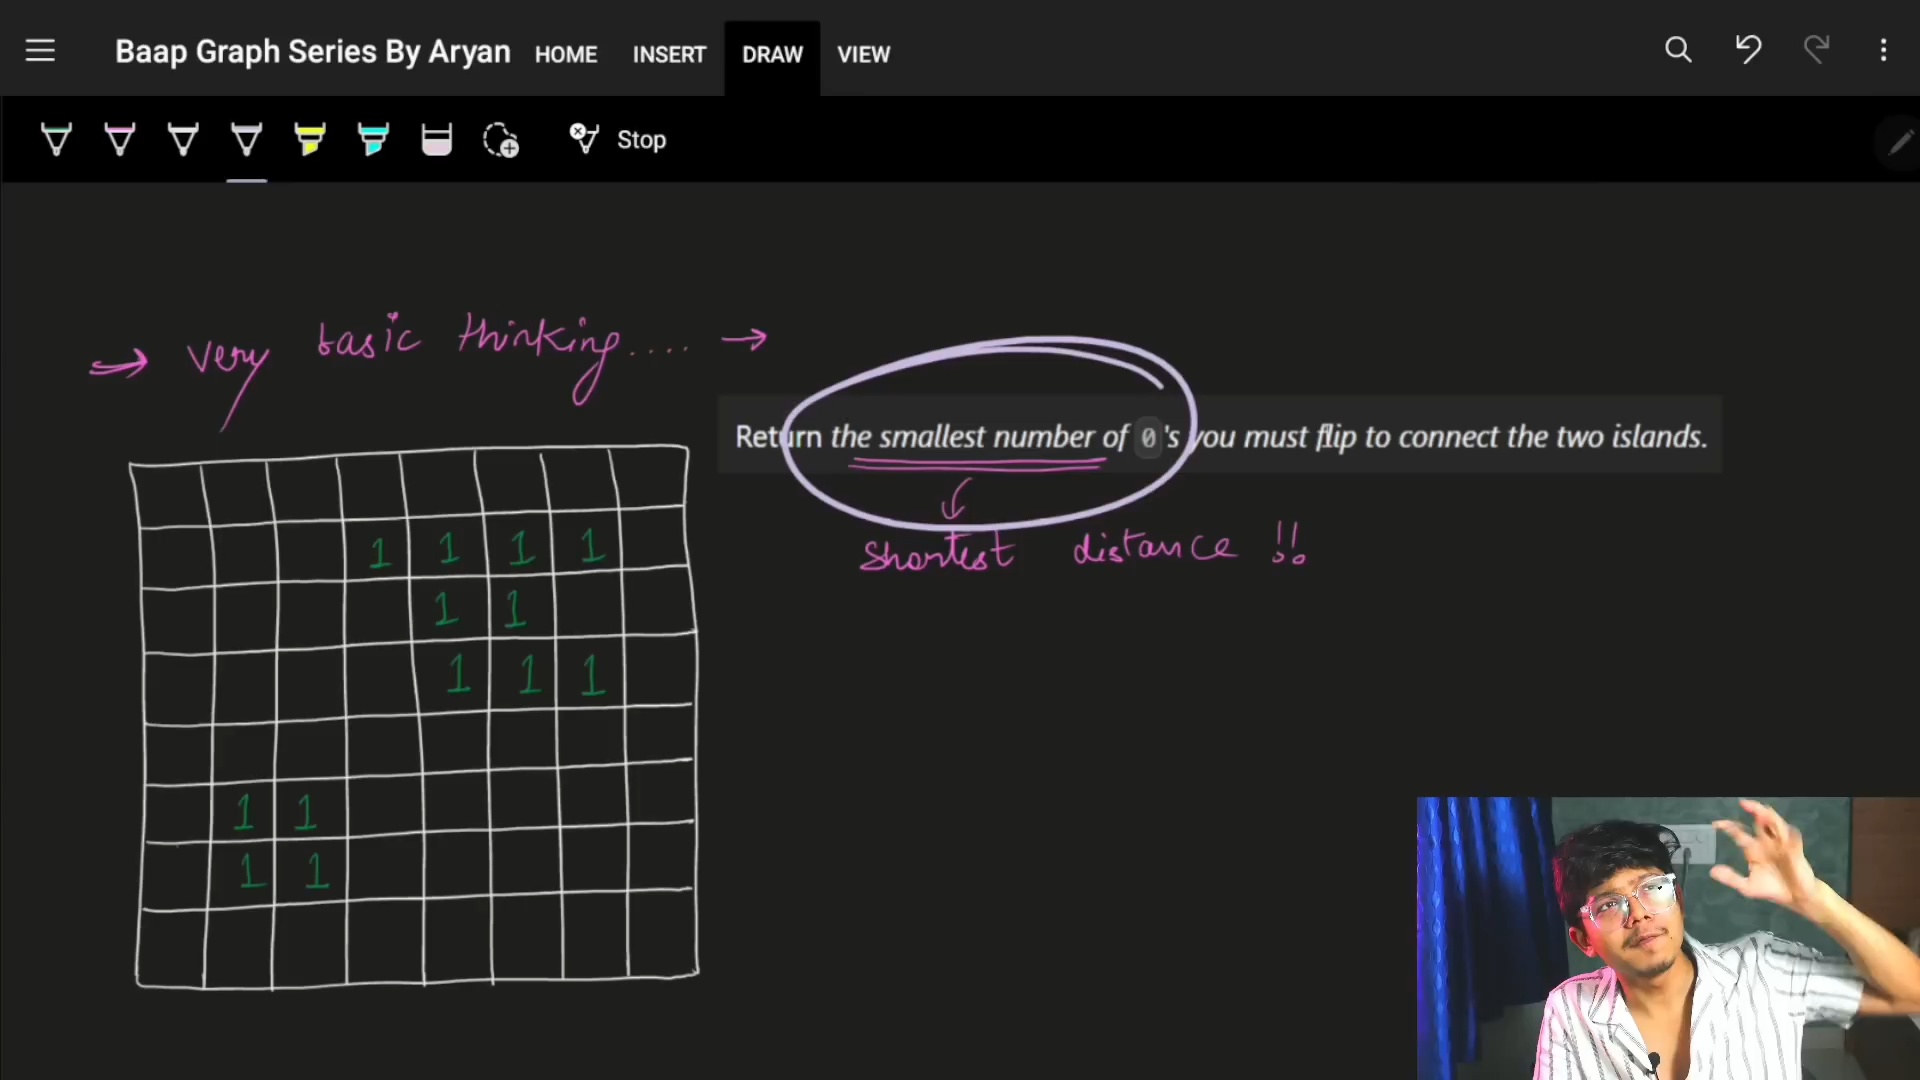 Baap Graph Series By Aryan HOME INSERT DRAW VIEW
Stop
⇒ very basic thinking.... →
Return the smallest number of 0's you must flip to connect the two islands.
shortest distance !!
1 1 1 1
1 1
1 1 1
1 1
1 1